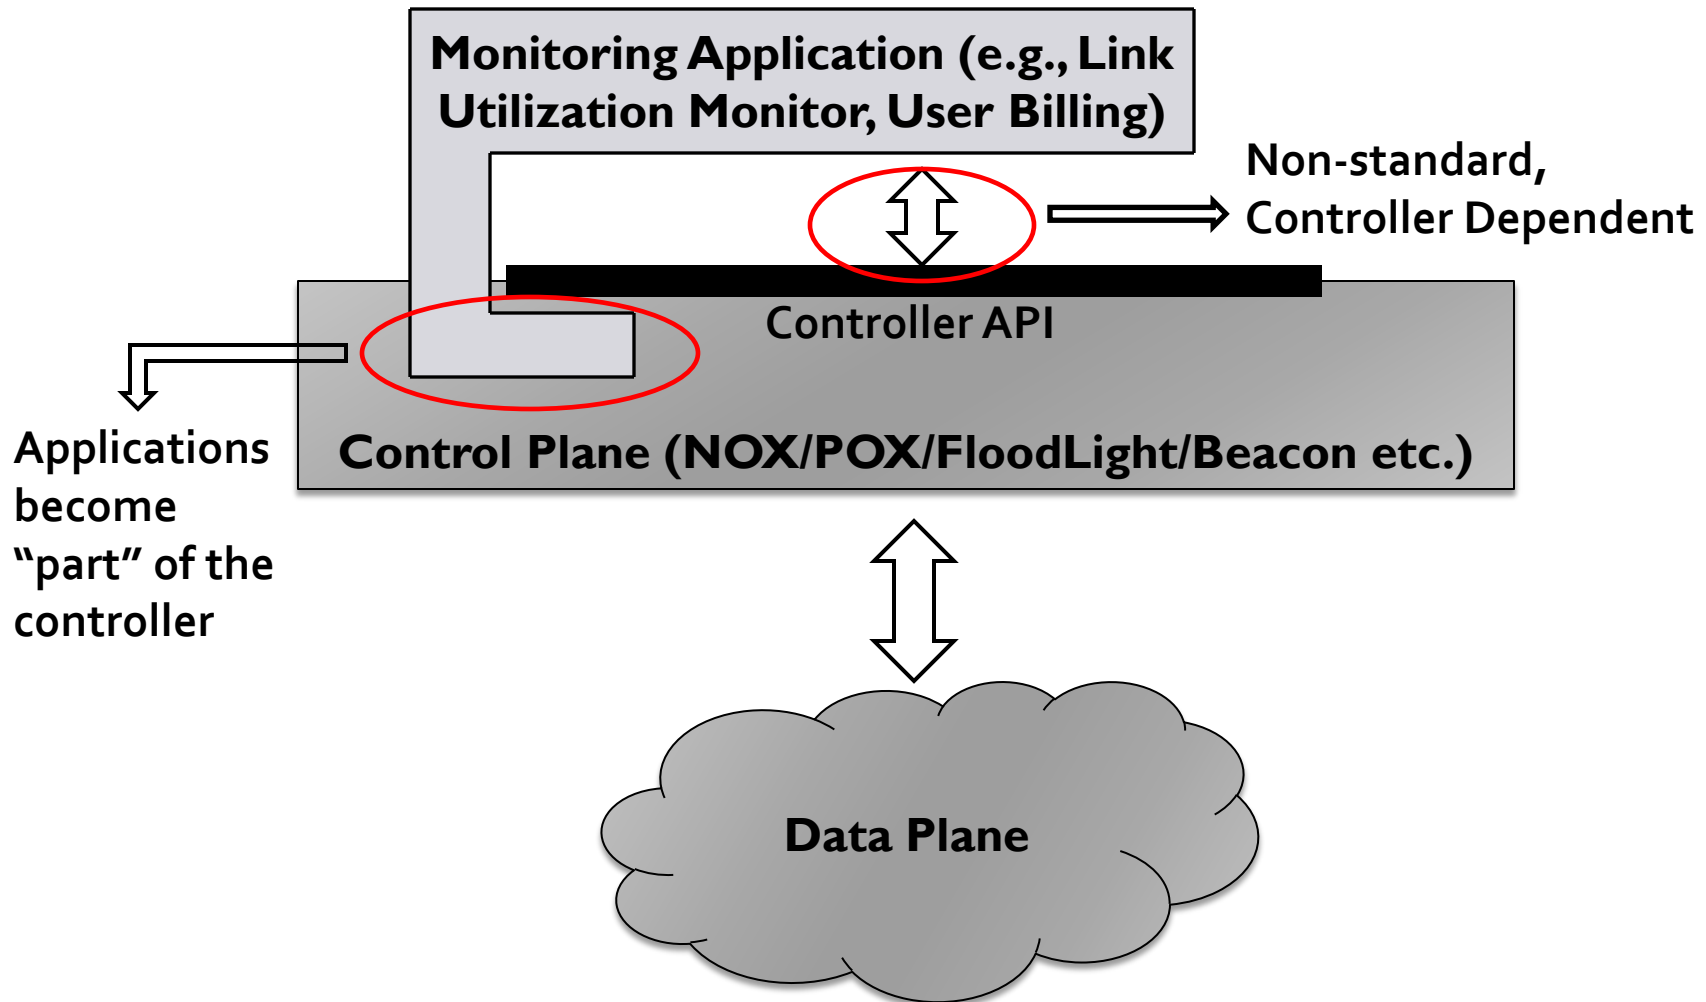 Monitoring Application (e.g., Link
Utilization Monitor, User Billing)
Non-standard,
Controller Dependent
Controller API
Applications
become
“part” of the
controller
Control Plane (NOX/POX/FloodLight/Beacon etc.)
Data Plane